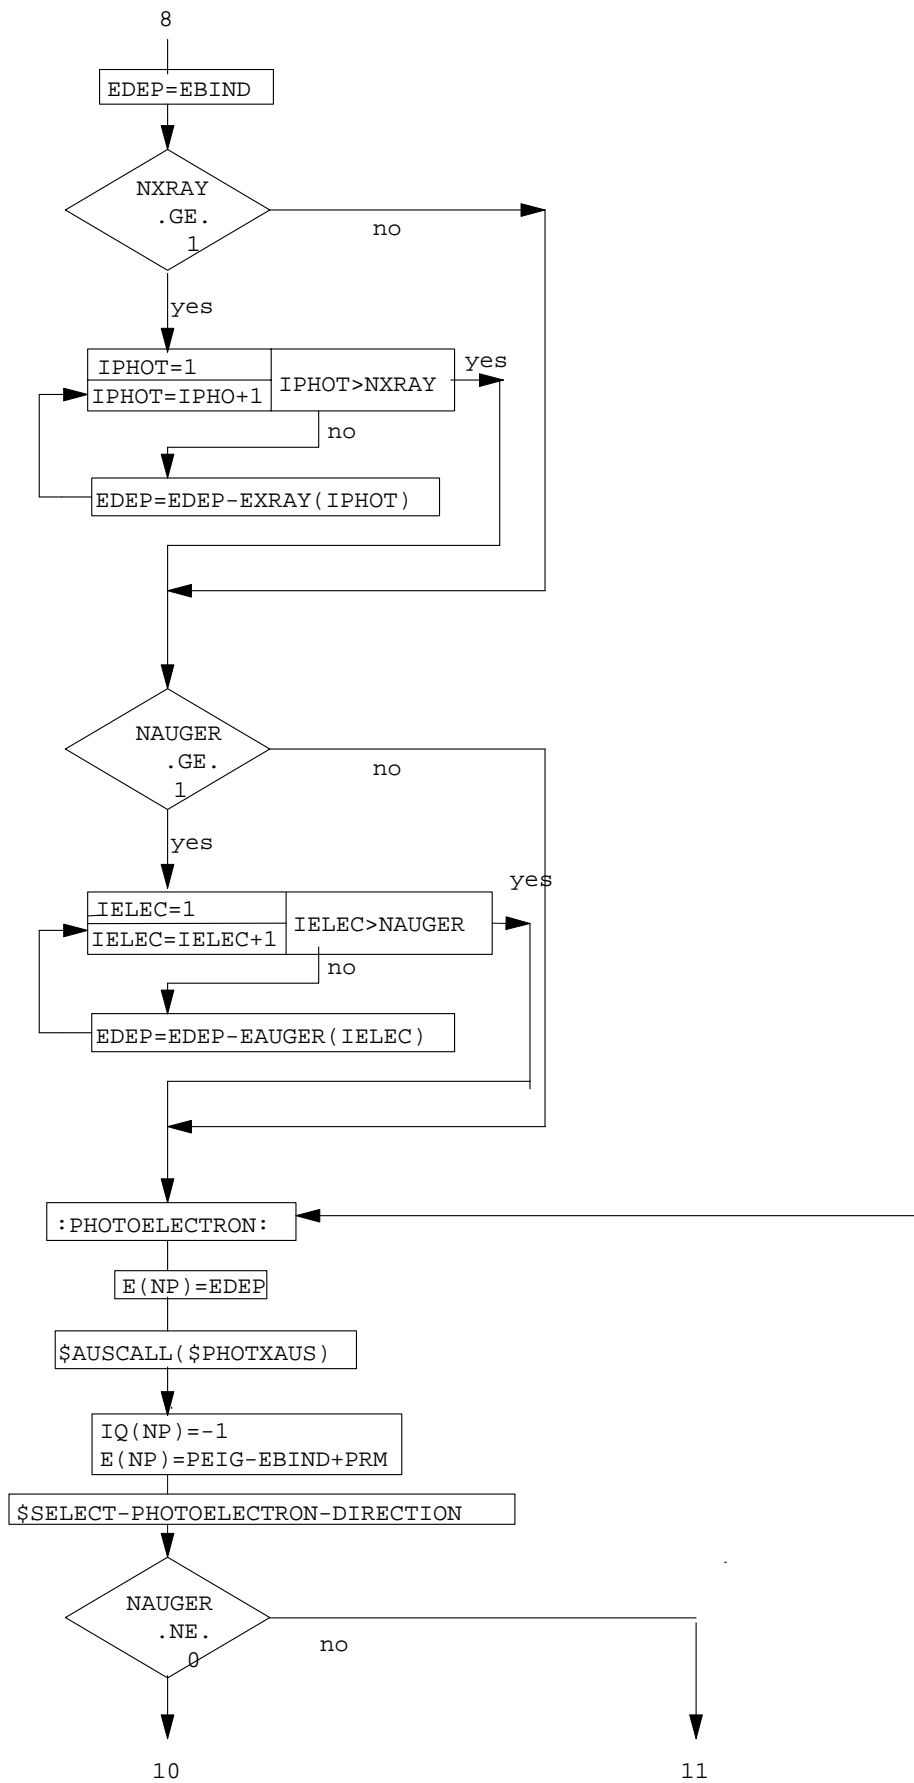 8
EDEP=EBIND
NXRAY
.GE.
1
no
yes
IPHOT=1
IPHOT=IPHO+1
IPHOT>NXRAY
yes
no
EDEP=EDEP-EXRAY(IPHOT)
NAUGER
.GE.
1
no
yes
IELEC=1
IELEC=IELEC+1
IELEC>NAUGER
yes
no
EDEP=EDEP-EAUGER(IELEC)
:PHOTOELECTRON:
E(NP)=EDEP
$AUSCALL($PHOTXAUS)
IQ(NP)=-1
E(NP)=PEIG-EBIND+PRM
$SELECT-PHOTOELECTRON-DIRECTION
NAUGER
.NE.
0
no
10
11